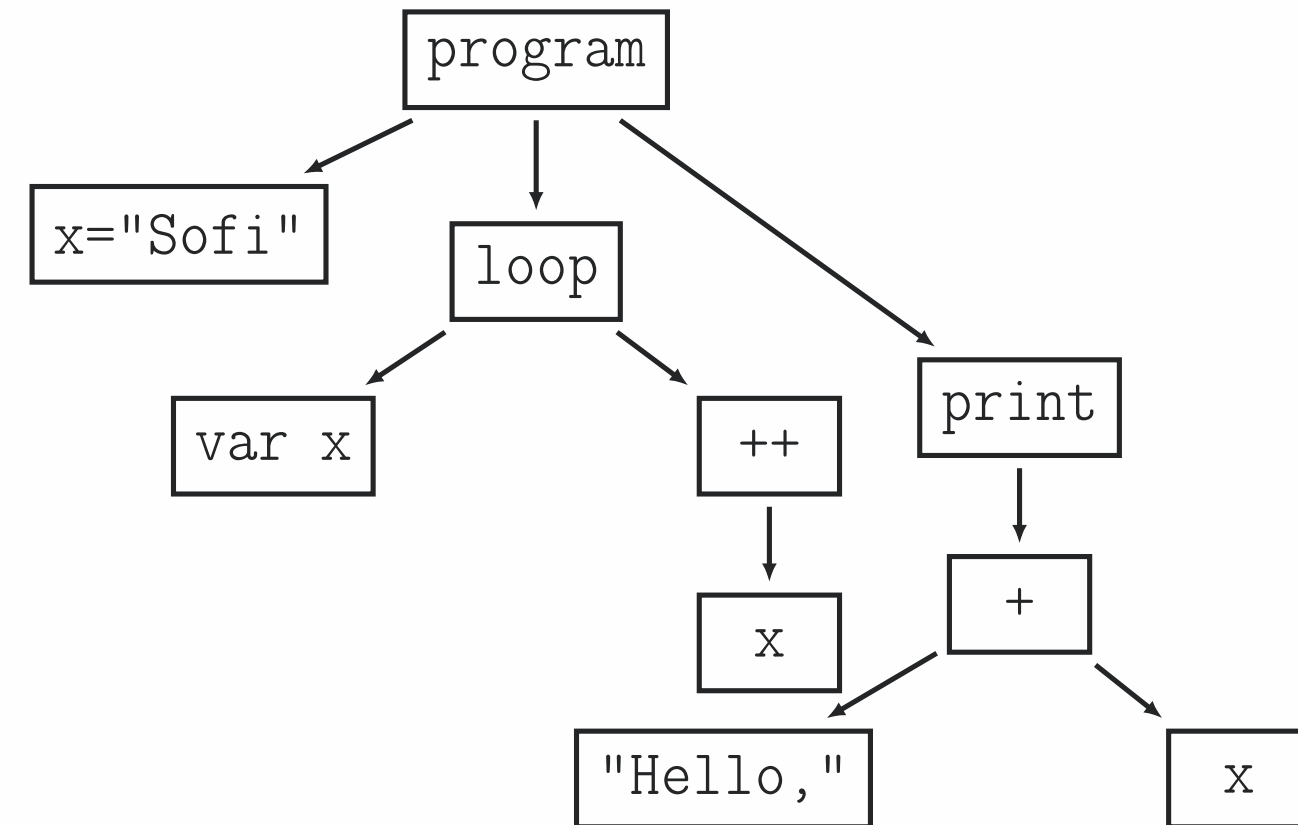 program
x="Sofi"
loop
var x
++
print
x
+
"Hello,"
x